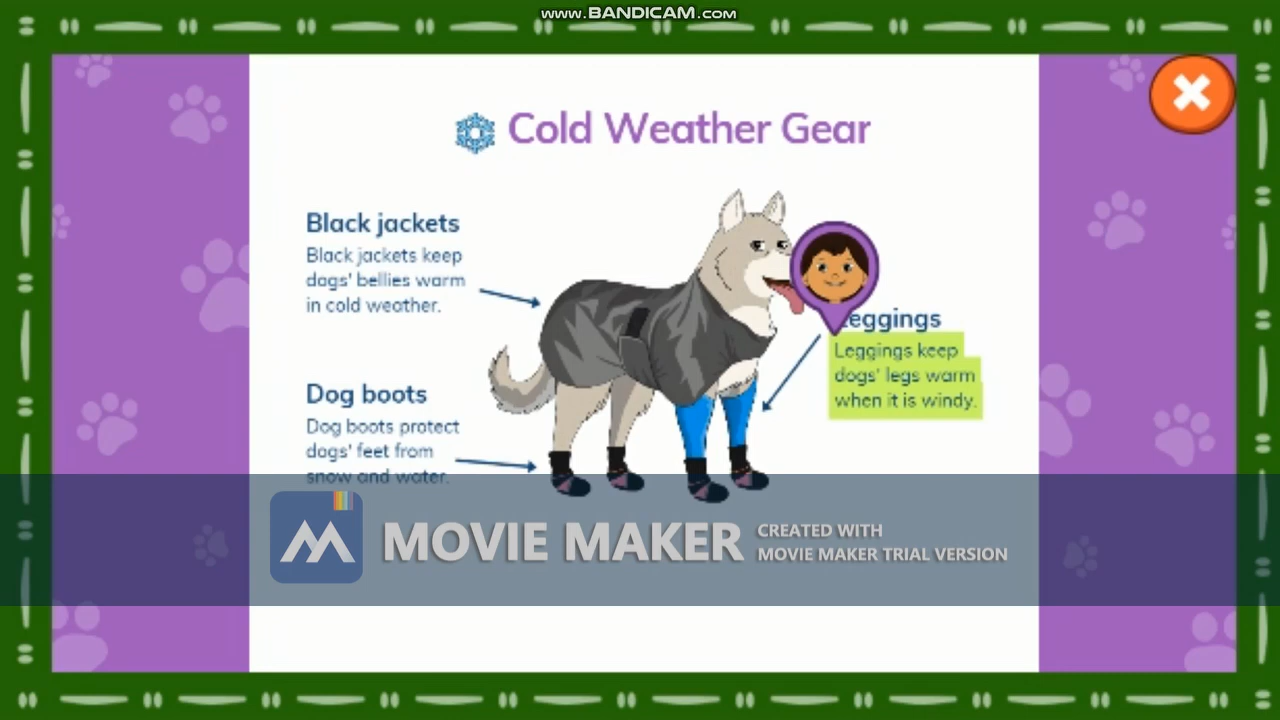 www.BANDICAM.com
Cold Weather Gear
Black jackets
Black jackets keep
dogs' bellies warm
in cold weather.
Dog boots
Dog boots protect
dogs' feet from
snow and water.
Leggings
Leggings keep
dogs' legs warm
when it is windy.
MOVIE MAKER
CREATED WITH
MOVIE MAKER TRIAL VERSION